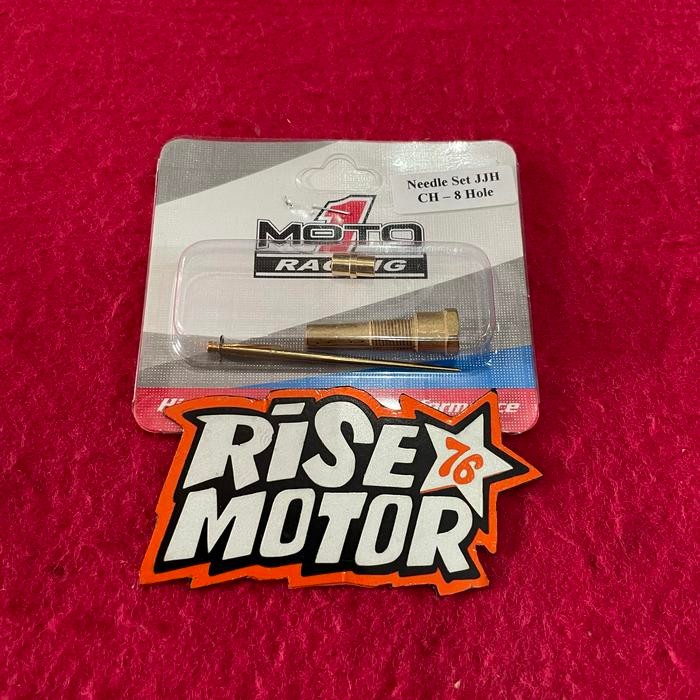 Needle Set JJH
CH – 8 Hole
1
MOTO
RACING
RiSE
76
MOTOR